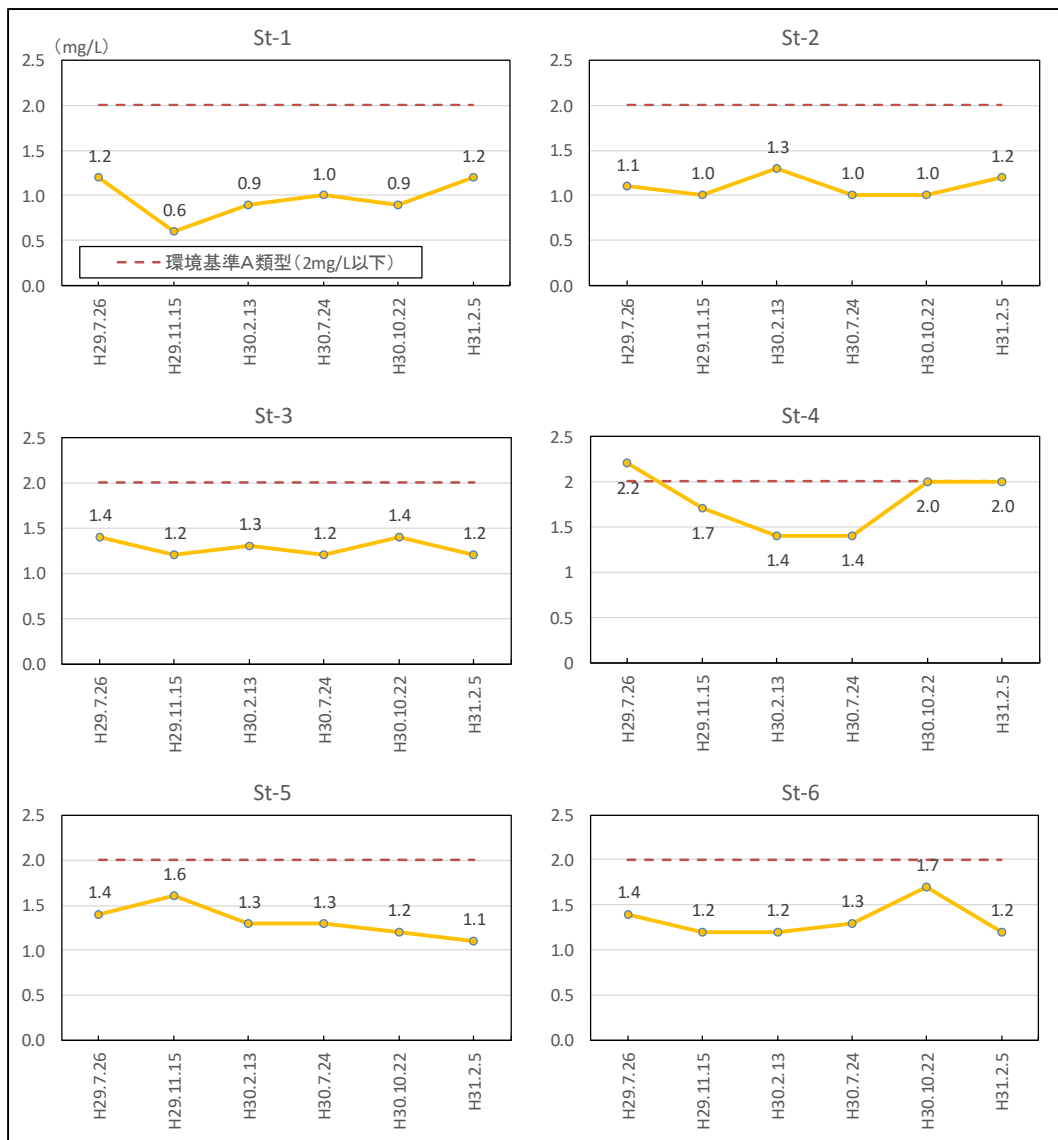 St-1
（mg/L）
2.5
2.0
1.5
1.0
0.5
0.0
1.2
0.6
0.9
1.0
0.9
1.2
環境基準A類型（2mg/L以下）
H29.7.26
H29.11.15
H30.2.13
H30.7.24
H30.10.22
H31.2.5
St-2
2.5
2.0
1.5
1.0
0.5
0.0
1.1
1.0
1.3
1.0
1.0
1.2
H29.7.26
H29.11.15
H30.2.13
H30.7.24
H30.10.22
H31.2.5
St-3
2.5
2.0
1.5
1.0
0.5
0.0
1.4
1.2
1.3
1.2
1.4
1.2
H29.7.26
H29.11.15
H30.2.13
H30.7.24
H30.10.22
H31.2.5
St-4
2.5
2
1.5
1
0.5
0
2.2
1.7
1.4
1.4
2.0
2.0
H29.7.26
H29.11.15
H30.2.13
H30.7.24
H30.10.22
H31.2.5
St-5
2.5
2.0
1.5
1.0
0.5
0.0
1.4
1.6
1.3
1.3
1.2
1.1
H29.7.26
H29.11.15
H30.2.13
H30.7.24
H30.10.22
H31.2.5
St-6
2.5
2.0
1.5
1.0
0.5
0.0
1.4
1.2
1.2
1.3
1.7
1.2
H29.7.26
H29.11.15
H30.2.13
H30.7.24
H30.10.22
H31.2.5